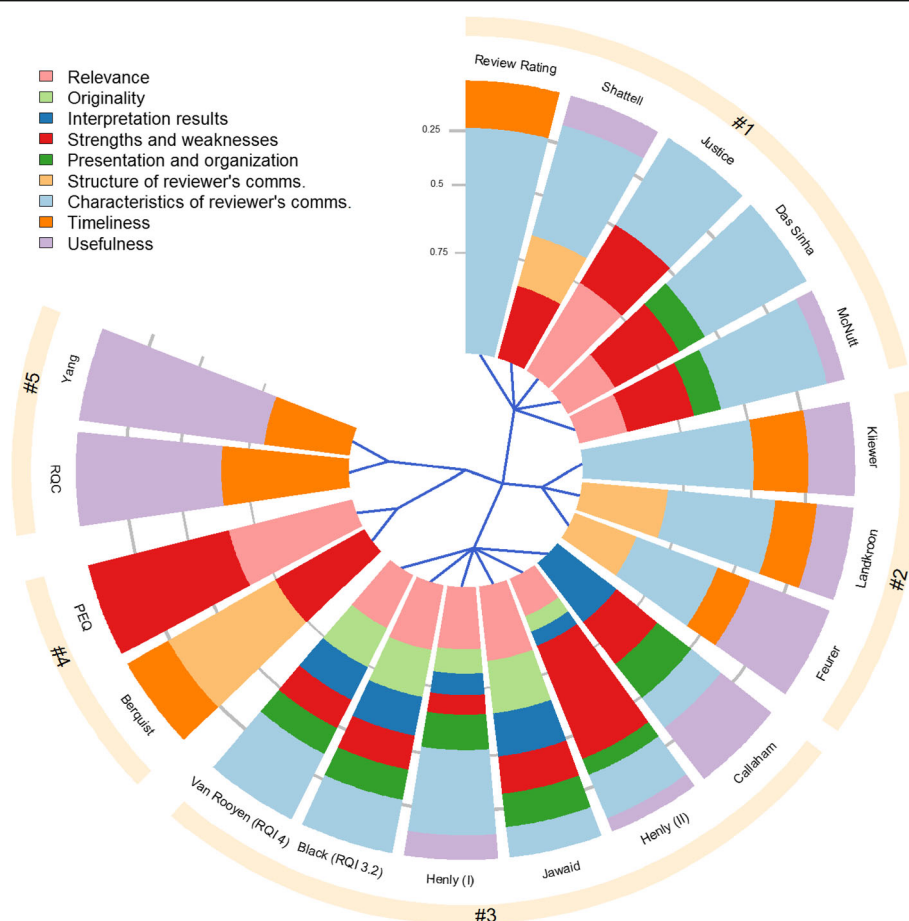 Relevance
Originality
Interpretation results
Strengths and weaknesses
Presentation and organization
Structure of reviewer's comms.
Characteristics of reviewer's comms.
Timeliness
Usefulness
0.25
0.5
0.75
Review Rating
Shattell
Justice
Das Sinha
McNutt
#1
Kliewer
Landkroon
Feurer
#2
Callaham
Henly (II)
Jawaid
Henly (I)
Black (RQI 3.2)
Van Rooyen (RQI 4)
#3
Berquist
PEQ
#4
RQC
Yang
#5